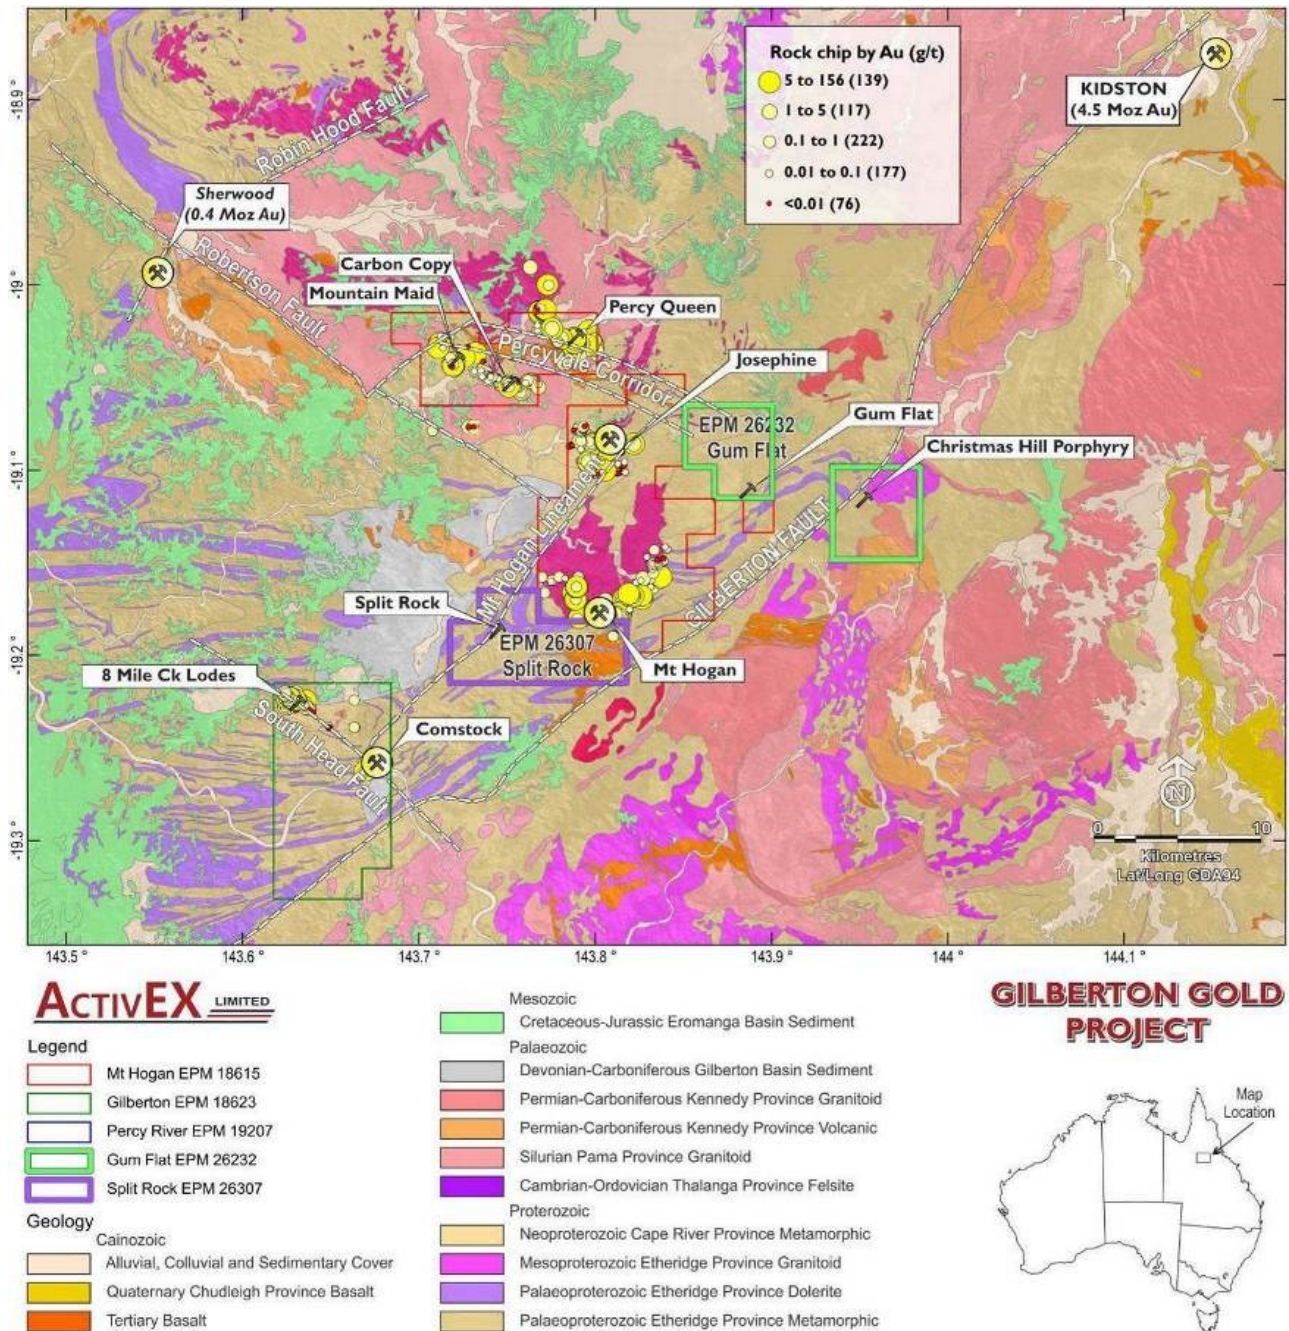 Rock chip by Au (g/t)
5 to 156 (139)
1 to 5 (117)
0.1 to 1 (222)
0.01 to 0.1 (177)
<0.01 (76)
KIDSTON
(4.5 Moz Au)
-18.9
Robin Hood Fault
Sherwood
(0.4 Moz Au)
Robertson Fault
-19
Carbon Copy
Mountain Maid
Percy Queen
Percyvale Corridor
Josephine
Gum Flat
EPM 26232
Gum Flat
Christmas Hill Porphyry
-19.1
Mt Hogan Lineament
GILBERTON FAULT
Split Rock
EPM 26307
Split Rock
-19.2
Mt Hogan
8 Mile Ck Lodes
South Head Fault
Comstock
N
-19.3
0 10
Kilometres
Lat/Long GDA94
143.5 143.6 143.7 143.8 143.9 144 144.1
ACTIVEX LIMITED
Legend
Mt Hogan EPM 18615
Gilberton EPM 18623
Percy River EPM 19207
Gum Flat EPM 26232
Split Rock EPM 26307
Geology
Cainozoic
Alluvial, Colluvial and Sedimentary Cover
Quaternary Chudleigh Province Basalt
Tertiary Basalt
Mesozoic
Cretaceous-Jurassic Eromanga Basin Sediment
Palaeozoic
Devonian-Carboniferous Gilberton Basin Sediment
Permian-Carboniferous Kennedy Province Granitoid
Permian-Carboniferous Kennedy Province Volcanic
Silurian Pama Province Granitoid
Cambrian-Ordovician Thalanga Province Felsite
Proterozoic
Neoproterozoic Cape River Province Metamorphic
Mesoproterozoic Etheridge Province Granitoid
Palaeoproterozoic Etheridge Province Dolerite
Palaeoproterozoic Etheridge Province Metamorphic
GILBERTON GOLD
PROJECT
Map
Location